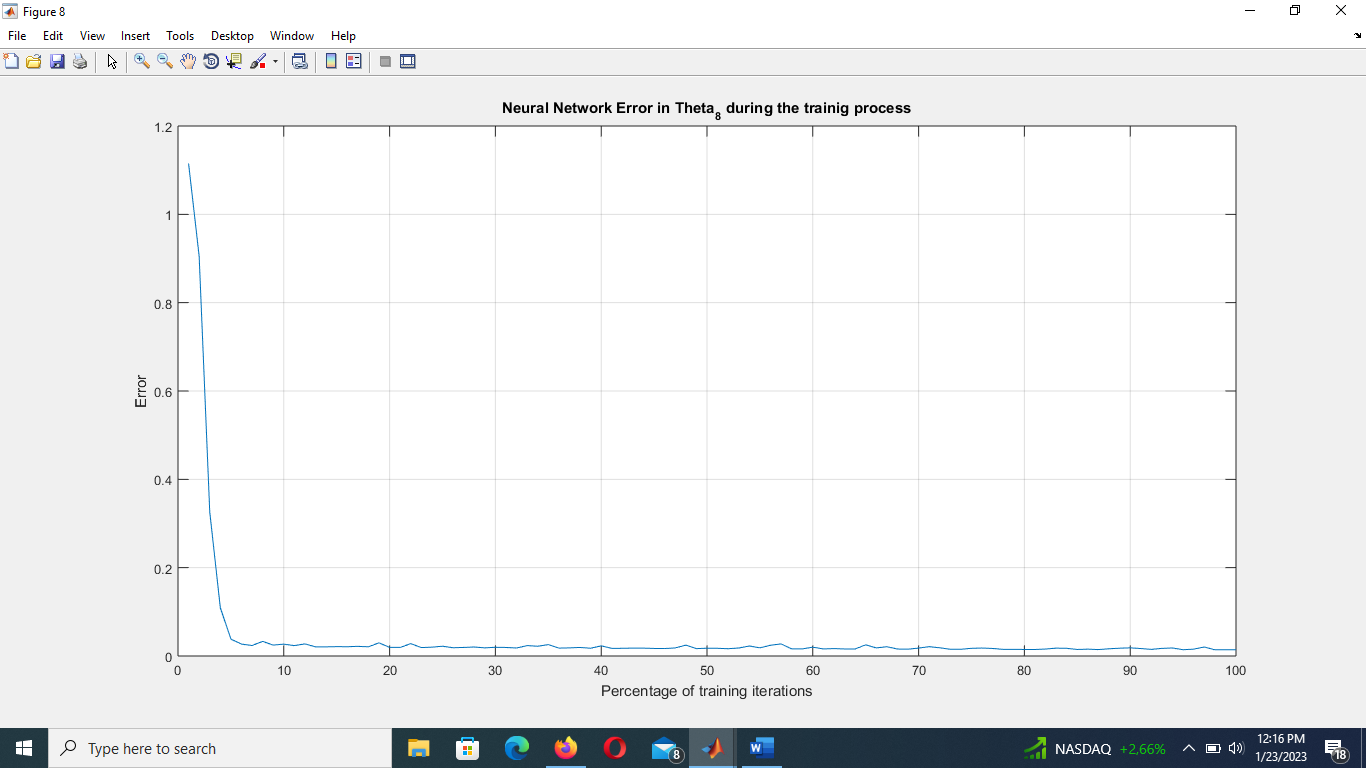 Figure 8
File Edit View Insert Tools Desktop Window Help
Neural Network Error in Theta8 during the trainig process
1.2
1
0.8
0.6
0.4
0.2
0
Error
0 10 20 30 40 50 60 70 80 90 100
Percentage of training iterations
Type here to search
8
W
NASDAQ +2,66%
12:16 PM
1/23/2023
18